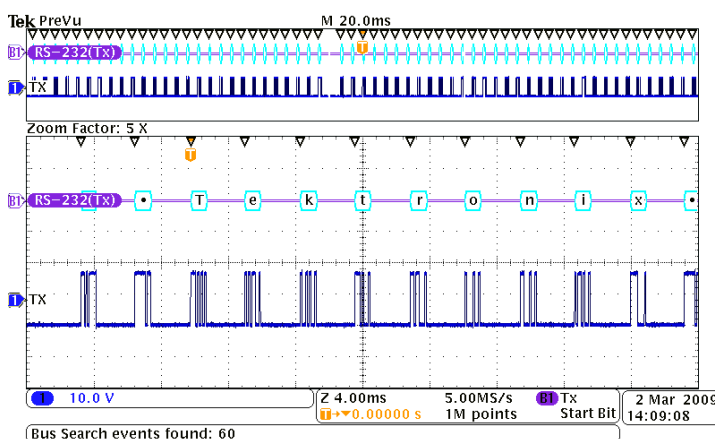 Tek PreVu M 20.0ms
B1 RS-232(Tx)
T
1 TX
Zoom Factor: 5 X
T
B1 RS-232(Tx) • T e k t r o n i x •
1 TX
1 10.0 V Z 4.00ms 5.00MS/s B1 Tx 2 Mar 2009
T→▼0.00000 s 1M points Start Bit 14:09:08
Bus Search events found: 60